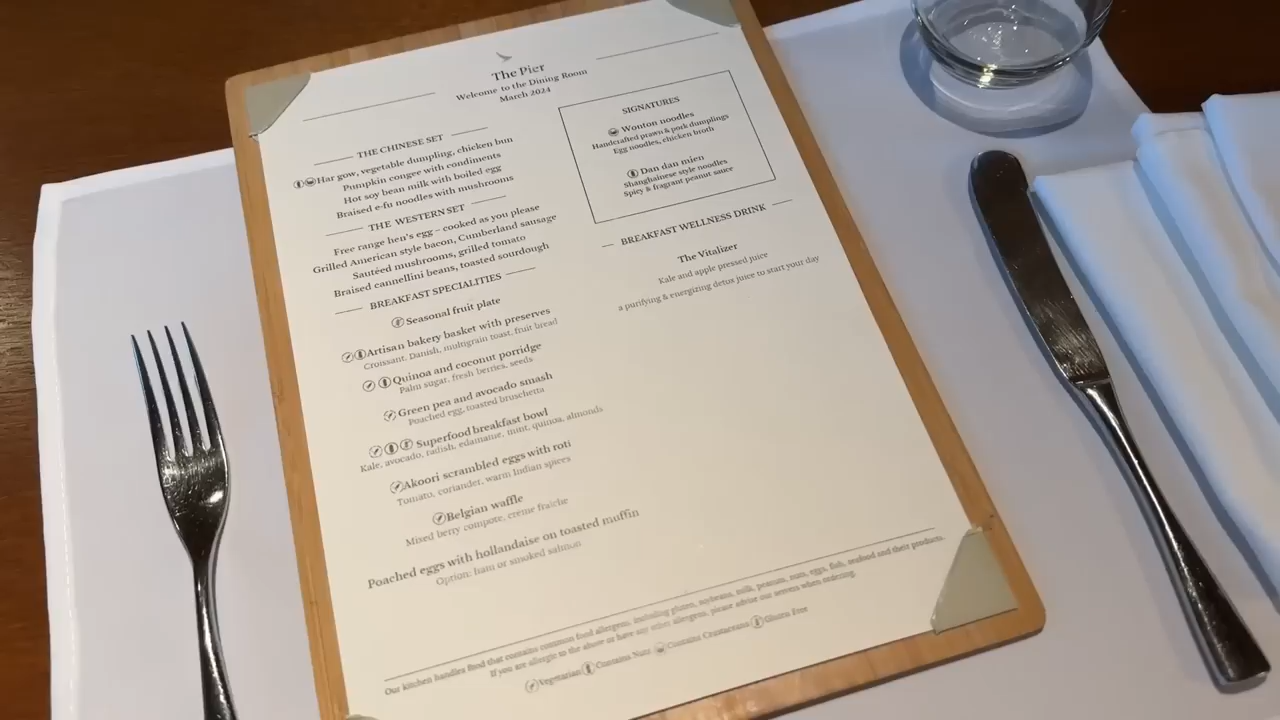 The Pier
Welcome to the Dining Room
March 2024
THE CHINESE SET
Har gow, vegetable dumpling, chicken bun
Pumpkin congee with condiments
Hot soy bean milk with boiled egg
Braised e-fu noodles with mushrooms
THE WESTERN SET
Free range hen's egg – cooked as you please
Grilled American style bacon, Cumberland sausage
Sautéed mushrooms, grilled tomato
Braised cannellini beans, toasted sourdough
BREAKFAST SPECIALITIES
Seasonal fruit plate
Artisan bakery basket with preserves
Croissant, Danish, multigrain toast, fruit bread
Quinoa and coconut porridge
Palm sugar, fresh berries, seeds
Green pea and avocado smash
Poached egg, toasted bruschetta
Superfood breakfast bowl
Kale, avocado, radish, edamame, mint, quinoa, almonds
Akoori scrambled eggs with roti
Tomato, coriander, warm Indian spices
Belgian waffle
Mixed berry compote, crème fraîche
Poached eggs with hollandaise on toasted muffin
Option: ham or smoked salmon
SIGNATURES
Wonton noodles
Handcrafted prawn & pork dumplings
Egg noodles, chicken broth
Dan dan mien
Shanghainese style noodles
Spicy & fragrant peanut sauce
BREAKFAST WELLNESS DRINK
The Vitalizer
Kale and apple pressed juice
a purifying & energizing detox juice to start your day
Our kitchen handles food that contains common food allergens, including gluten, soybeans, milk, peanuts, nuts, eggs, fish, seafood and their products.
If you are allergic to the above or have any other allergens, please advise our servers when ordering.
Vegetarian Contains Nuts Contains Crustaceans Gluten Free